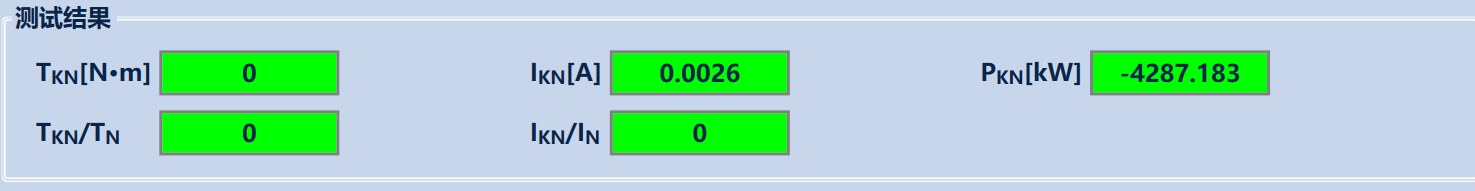 测试结果
TKN[N•m] 0 IKN[A] 0.0026 PKN[kW] -4287.183
TKN/TN 0 IKN/IN 0